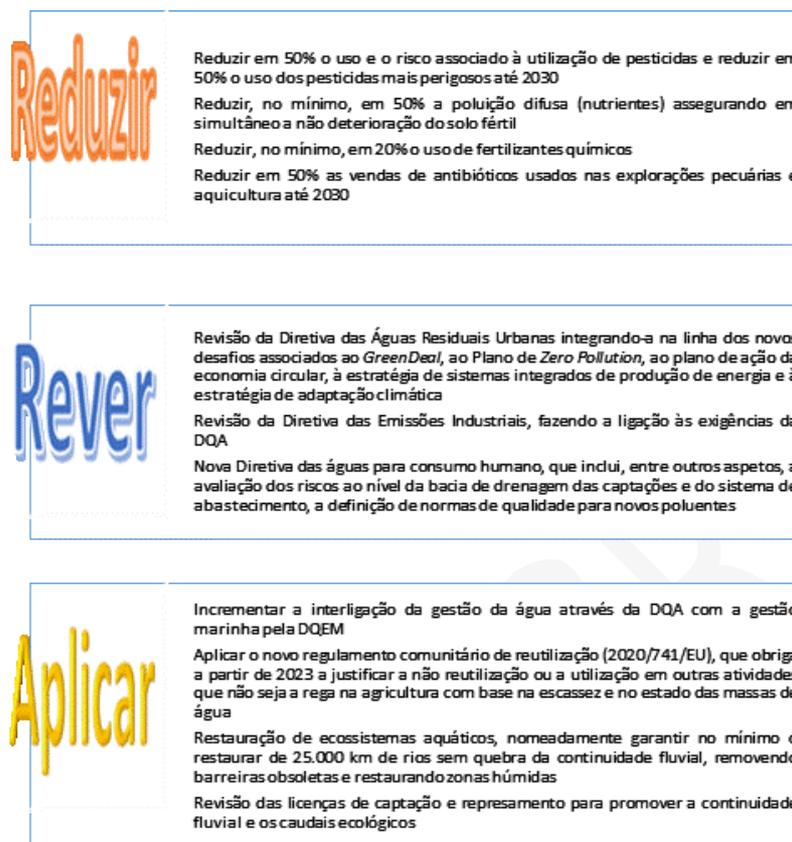 Reduzir
Reduzir em 50% o uso e o risco associado à utilização de pesticidas e reduzir em
50% o uso dos pesticidas mais perigosos até 2030
Reduzir, no mínimo, em 50% a poluição difusa (nutrientes) assegurando em
simultâneo a não deterioração do solo fértil
Reduzir, no mínimo, em 20% o uso de fertilizantes químicos
Reduzir em 50% as vendas de antibióticos usados nas explorações pecuárias e
aquicultura até 2030
Rever
Revisão da Diretiva das Águas Residuais Urbanas integrando-a na linha dos novos
desafios associados ao GreenDeal, ao Plano de Zero Pollution, ao plano de ação da
economia circular, à estratégia de sistemas integrados de produção de energia e à
estratégia de adaptação climática
Revisão da Diretiva das Emissões Industriais, fazendo a ligação às exigências da
DQA
Nova Diretiva das águas para consumo humano, que inclui, entre outros aspetos, a
avaliação dos riscos ao nível da bacia de drenagem das captações e do sistema de
abastecimento, a definição de normas de qualidade para novos poluentes
Aplicar
Incrementar a interligação da gestão da água através da DQA com a gestão
marinha pela DQEM
Aplicar o novo regulamento comunitário de reutilização (2020/741/EU), que obriga
a partir de 2023 a justificar a não reutilização ou a utilização em outras atividades
que não seja a rega na agricultura com base na escassez e no estado das massas de
água
Restauração de ecossistemas aquáticos, nomeadamente garantir no mínimo o
restaurar de 25.000 km de rios sem quebra da continuidade fluvial, removendo
barreiras obsoletas e restaurando zonas húmidas
Revisão das licenças de captação e represamento para promover a continuidade
fluvial e os caudais ecológicos